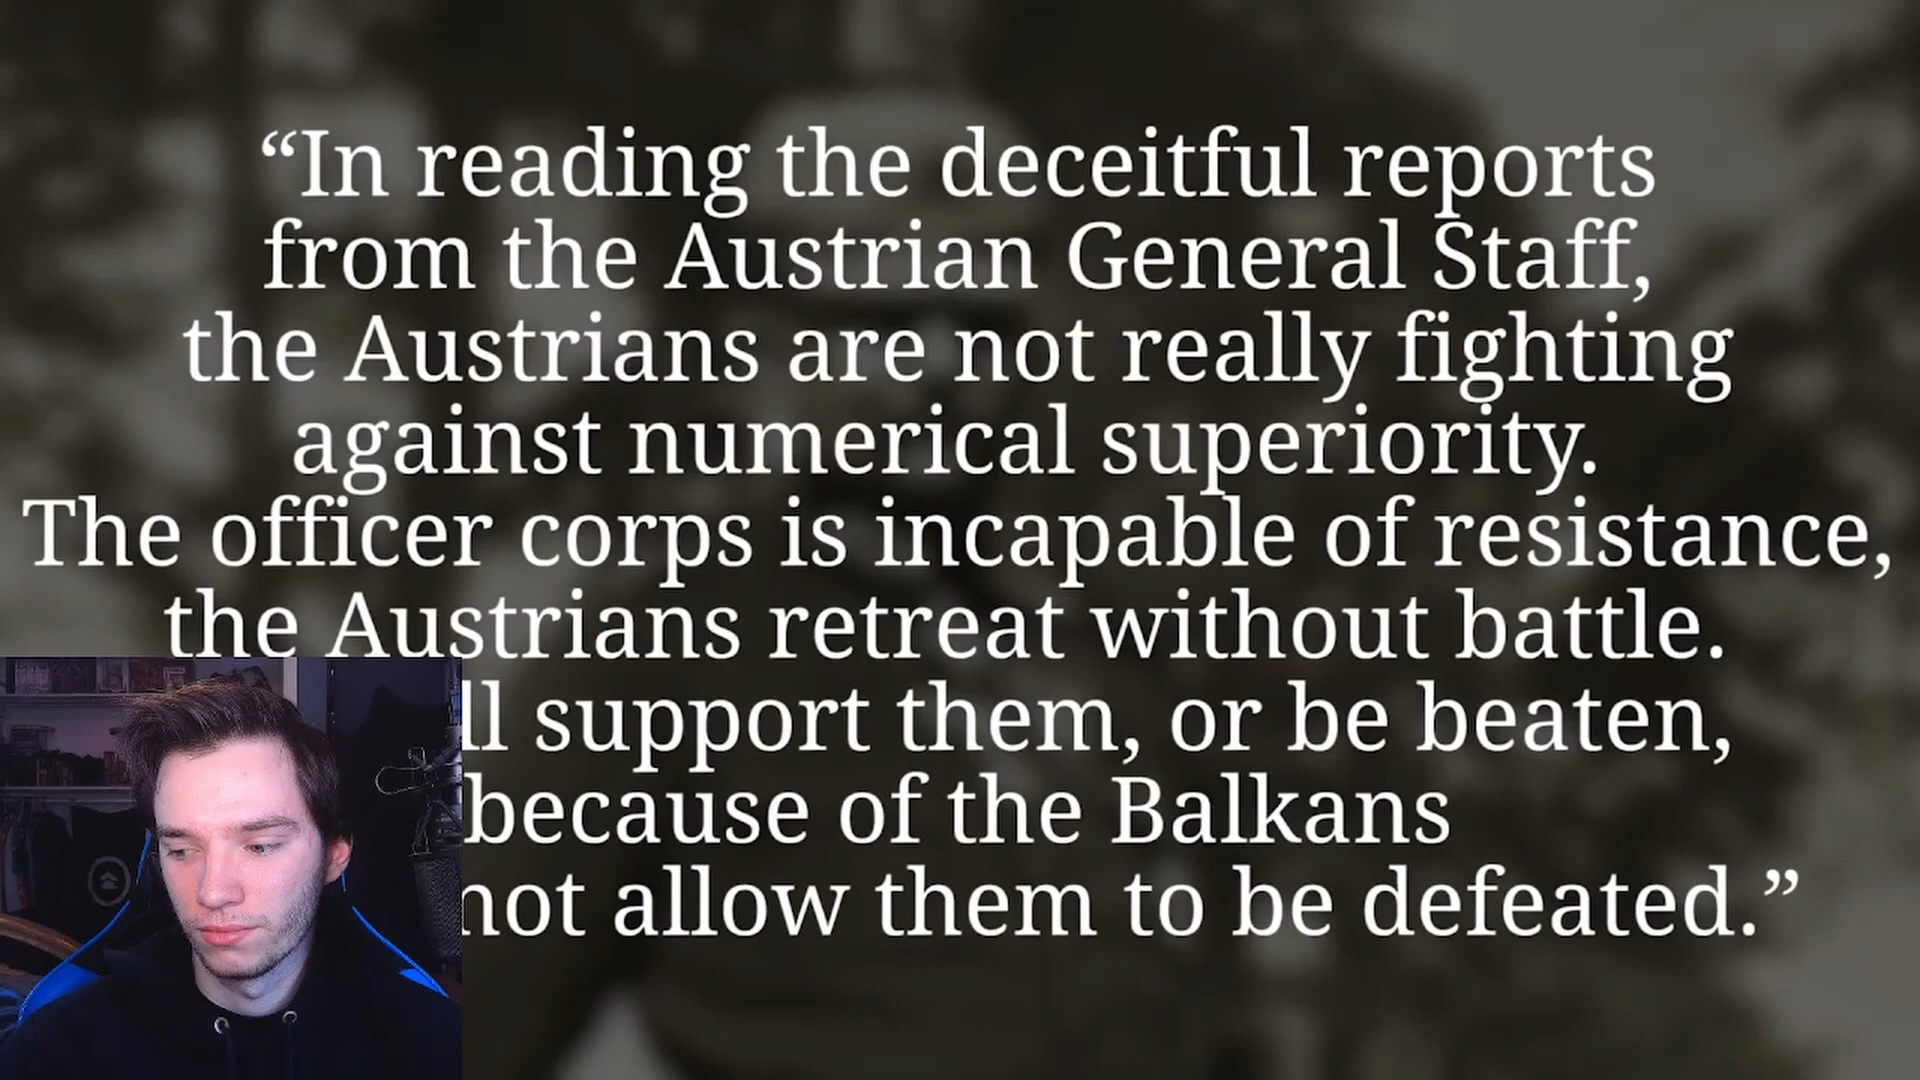 “In reading the deceitful reports
from the Austrian General Staff,
the Austrians are not really fighting
against numerical superiority.
The officer corps is incapable of resistance,
the Austrians retreat without battle.
support them, or be beaten,
because of the Balkans
not allow them to be defeated.”